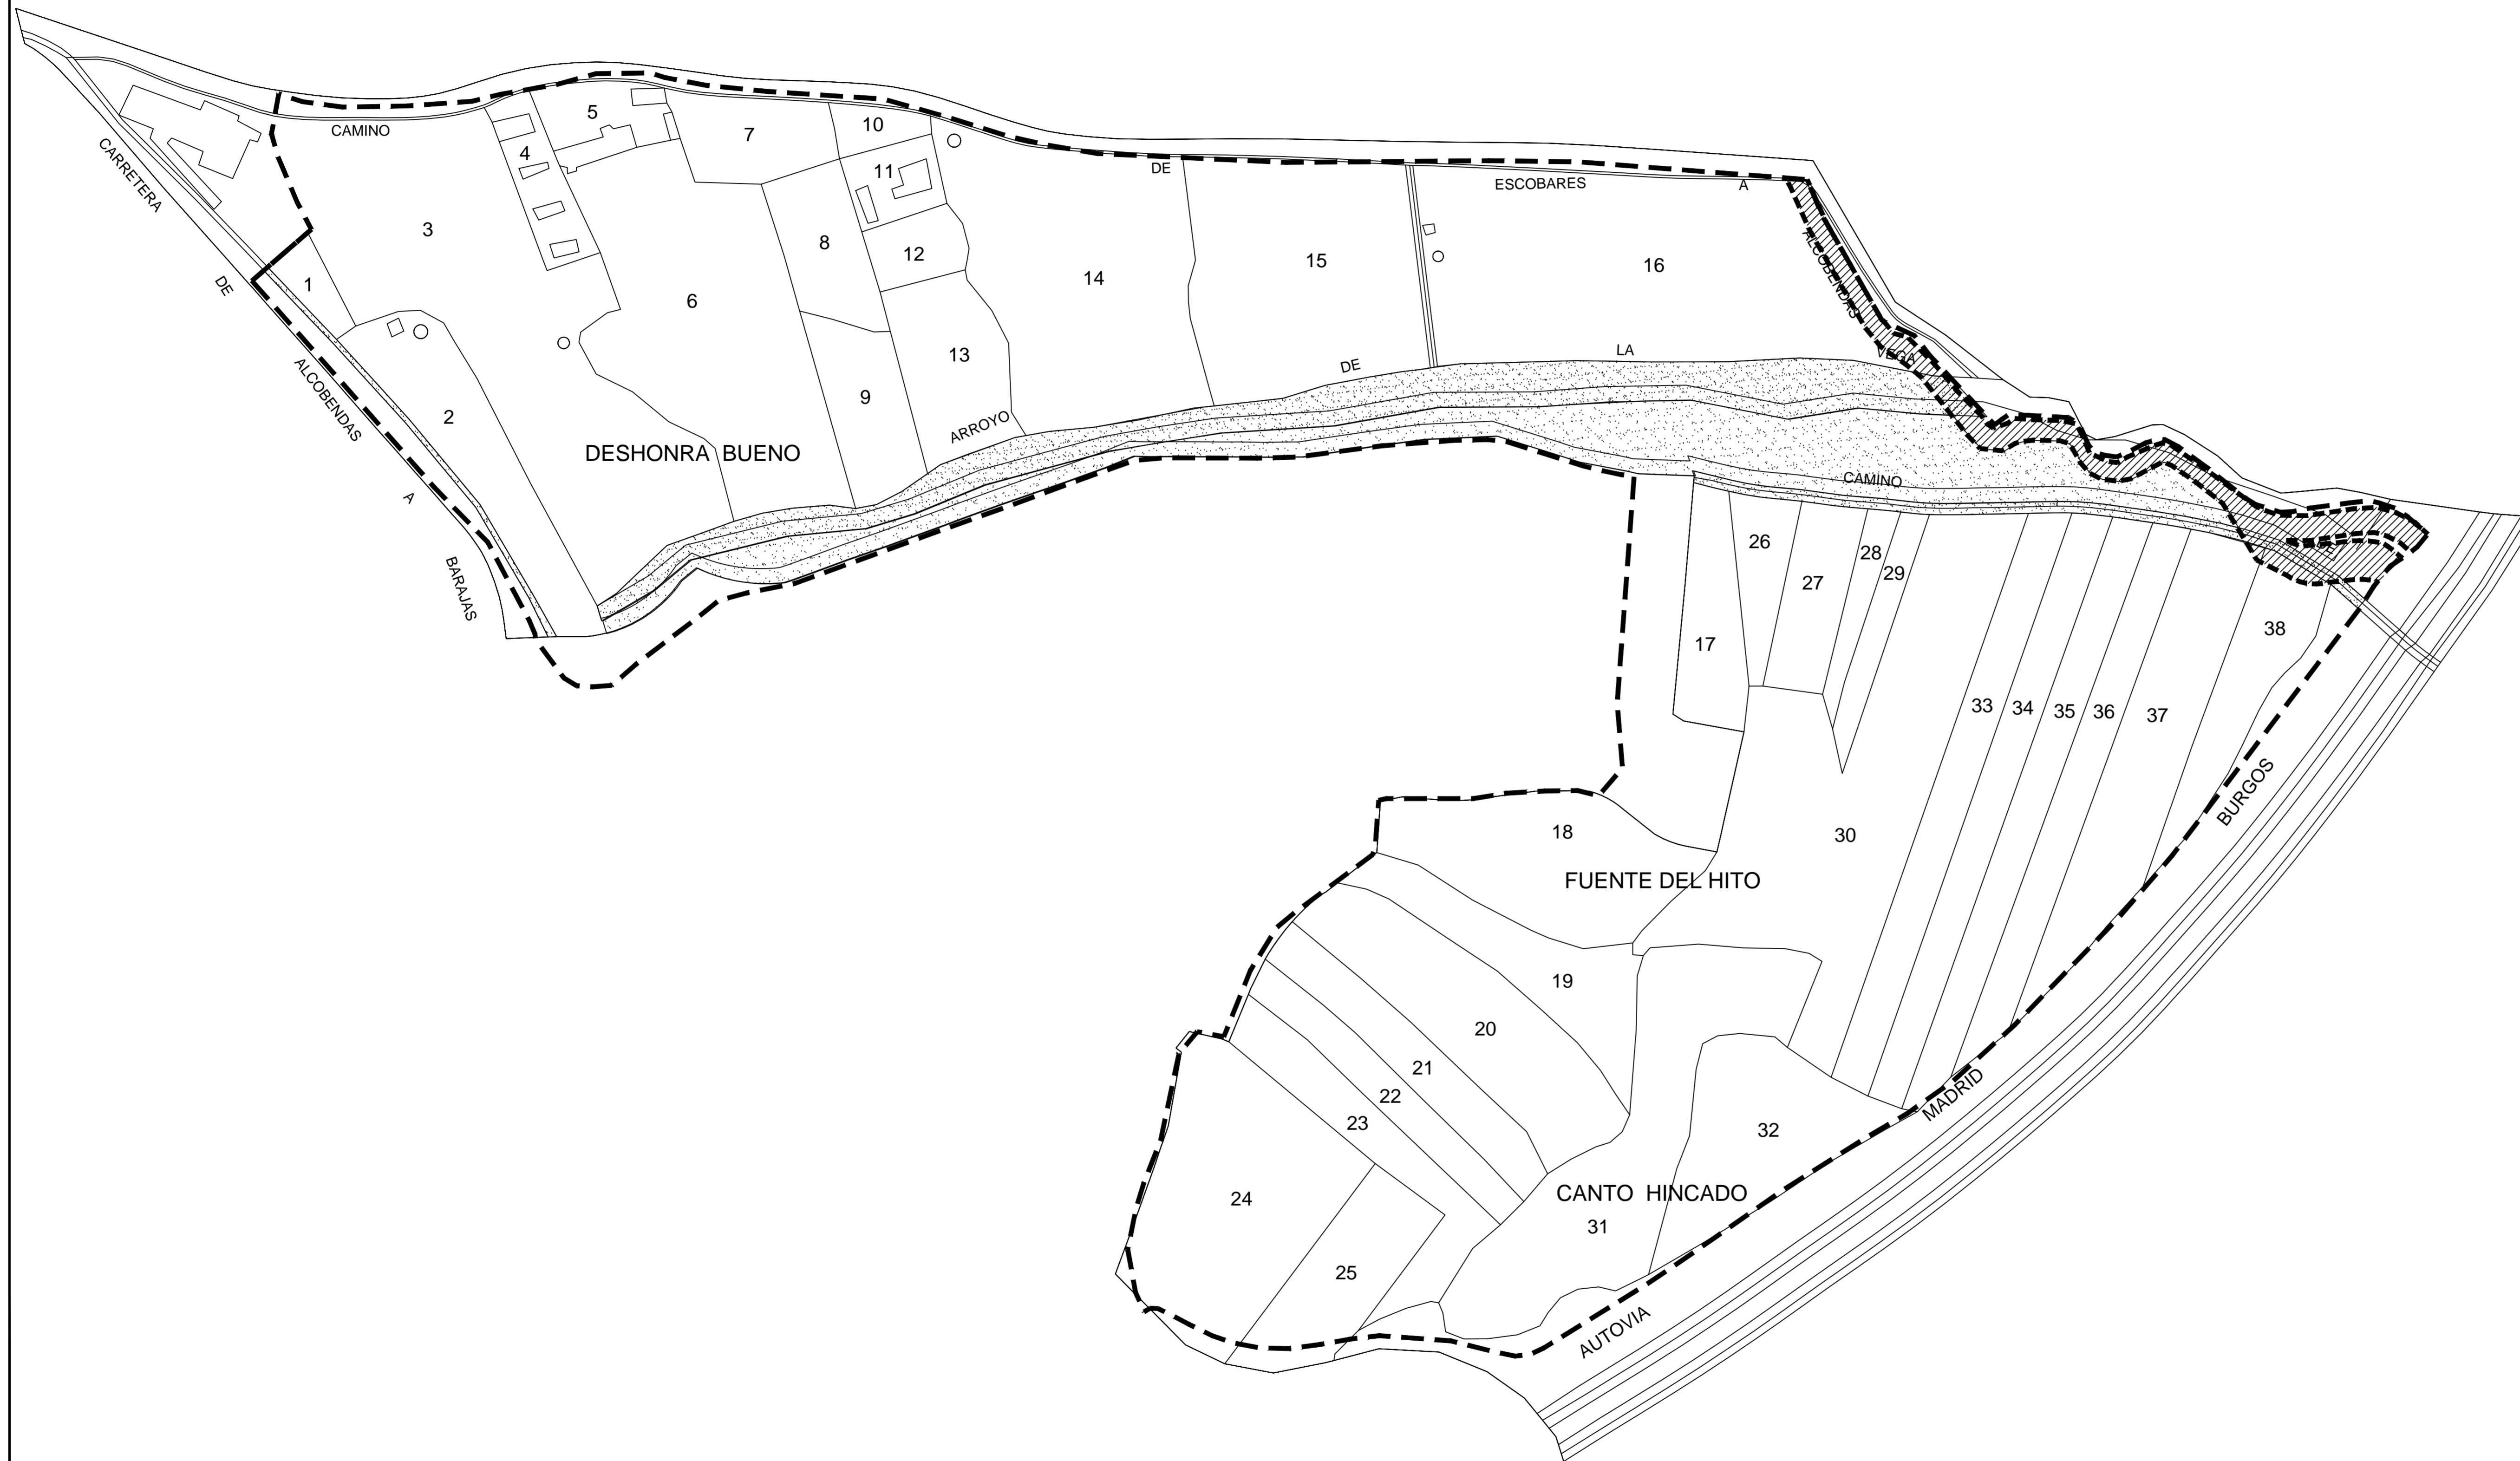 CAMINO
DE
ESCOBARES
A
ALCOBENDAS
CARRETERA
DE
ALCOBENDAS
A
BARAJAS
1
2
3
4
5
6
7
8
9
10
11
12
13
14
15
16
DESHONRA BUENO
ARROYO
DE
LA
VEGA
CAMINO
17
18
19
20
21
22
23
24
25
26
27
28
29
30
31
32
33
34
35
36
37
38
FUENTE DEL HITO
CANTO HINCADO
AUTOVIA
MADRID
BURGOS